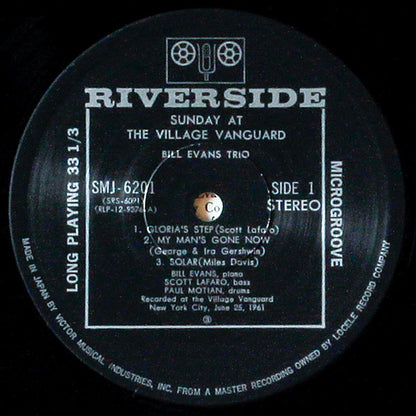 RIVERSIDE
SUNDAY AT
THE VILLAGE VANGUARD
BILL EVANS TRIO
SMJ-6201
SIDE 1
(SRS-6091
STEREO
(RLP-12-9376-A)
Co
1. GLORIA'S STEP (Scott Lafaro)
2. MY MAN'S GONE NOW
(George & Ira Gershwin)
3. SOLAR (Miles Davis)
BILL EVANS, piano
SCOTT LAFARO, bass
PAUL MOTIAN, drums
Recorded at the Village Vanguard
New York City, June 25, 1961
LONG PLAYING 33 1/3
MICROGROOVE
MADE IN JAPAN BY VICTOR MUSICAL INDUSTRIES, INC. FROM A MASTER RECORDING OWNED BY LOCELE RECORD COMPANY